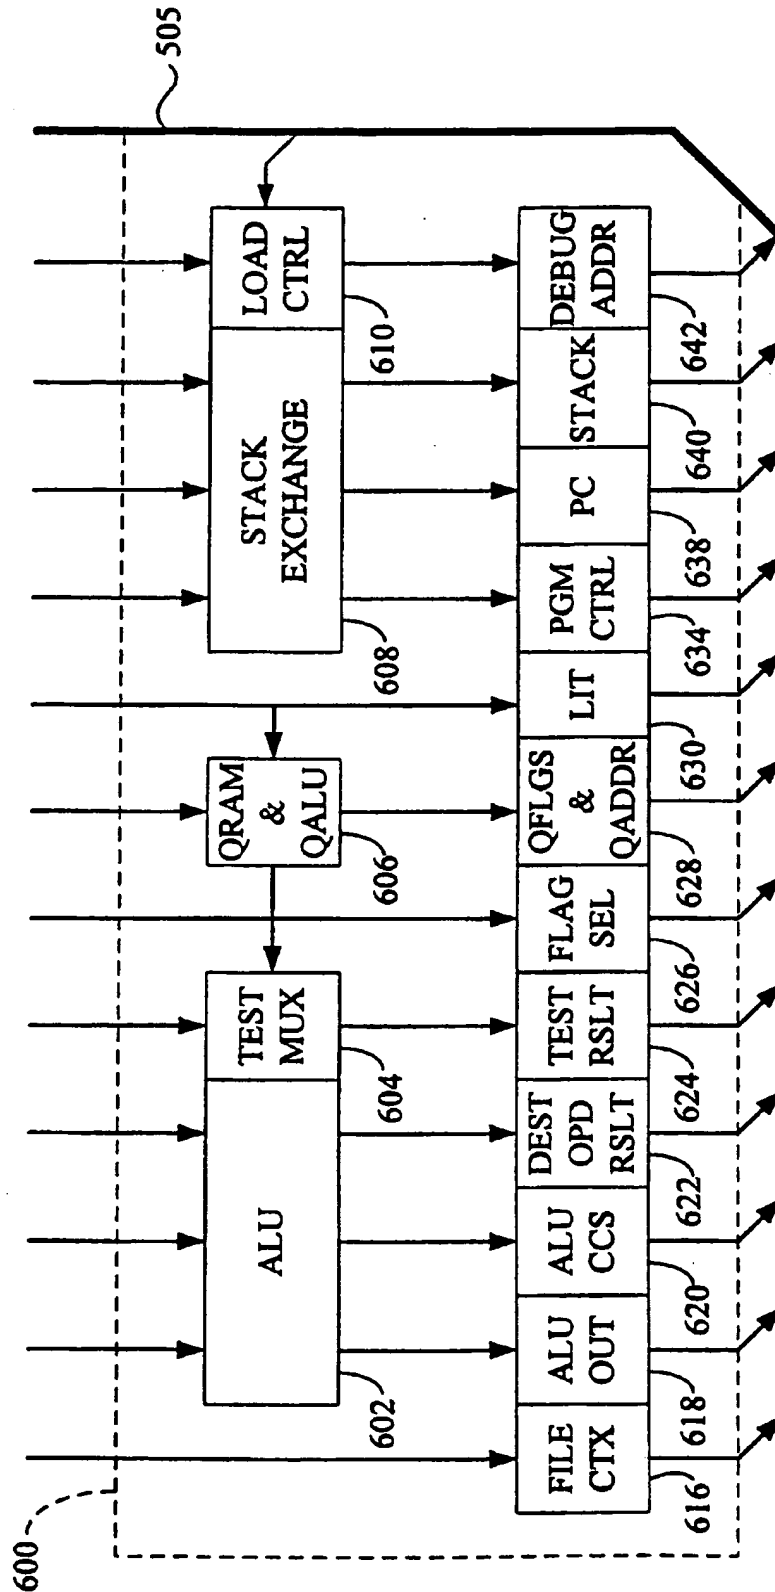 600
505
ALU
TEST
MUX
QRAM
&
QALU
STACK
EXCHANGE
LOAD
CTRL
602
604
606
608
610
FILE
CTX
ALU
OUT
ALU
CCS
DEST
OPD
RSLT
TEST
RSLT
FLAG
SEL
QFLGS
&
QADDR
LIT
PGM
CTRL
PC
STACK
DEBUG
ADDR
616
618
620
622
624
626
628
630
634
638
640
642